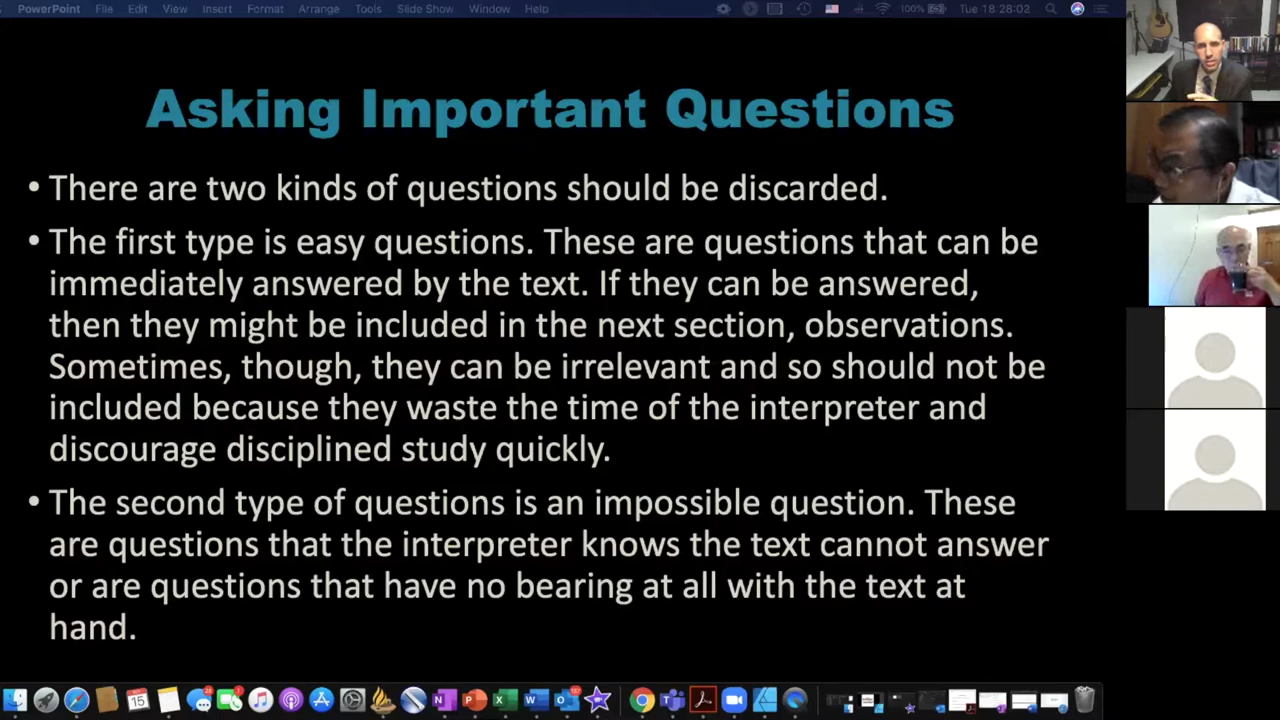 PowerPoint File Edit View Insert Format Arrange Tools Slide Show Window Help 100% Tue 18:28:02
Asking Important Questions
• There are two kinds of questions should be discarded.
• The first type is easy questions. These are questions that can be
immediately answered by the text. If they can be answered,
then they might be included in the next section, observations.
Sometimes, though, they can be irrelevant and so should not be
included because they waste the time of the interpreter and
discourage disciplined study quickly.
• The second type of questions is an impossible question. These
are questions that the interpreter knows the text cannot answer
or are questions that have no bearing at all with the text at
hand.
15